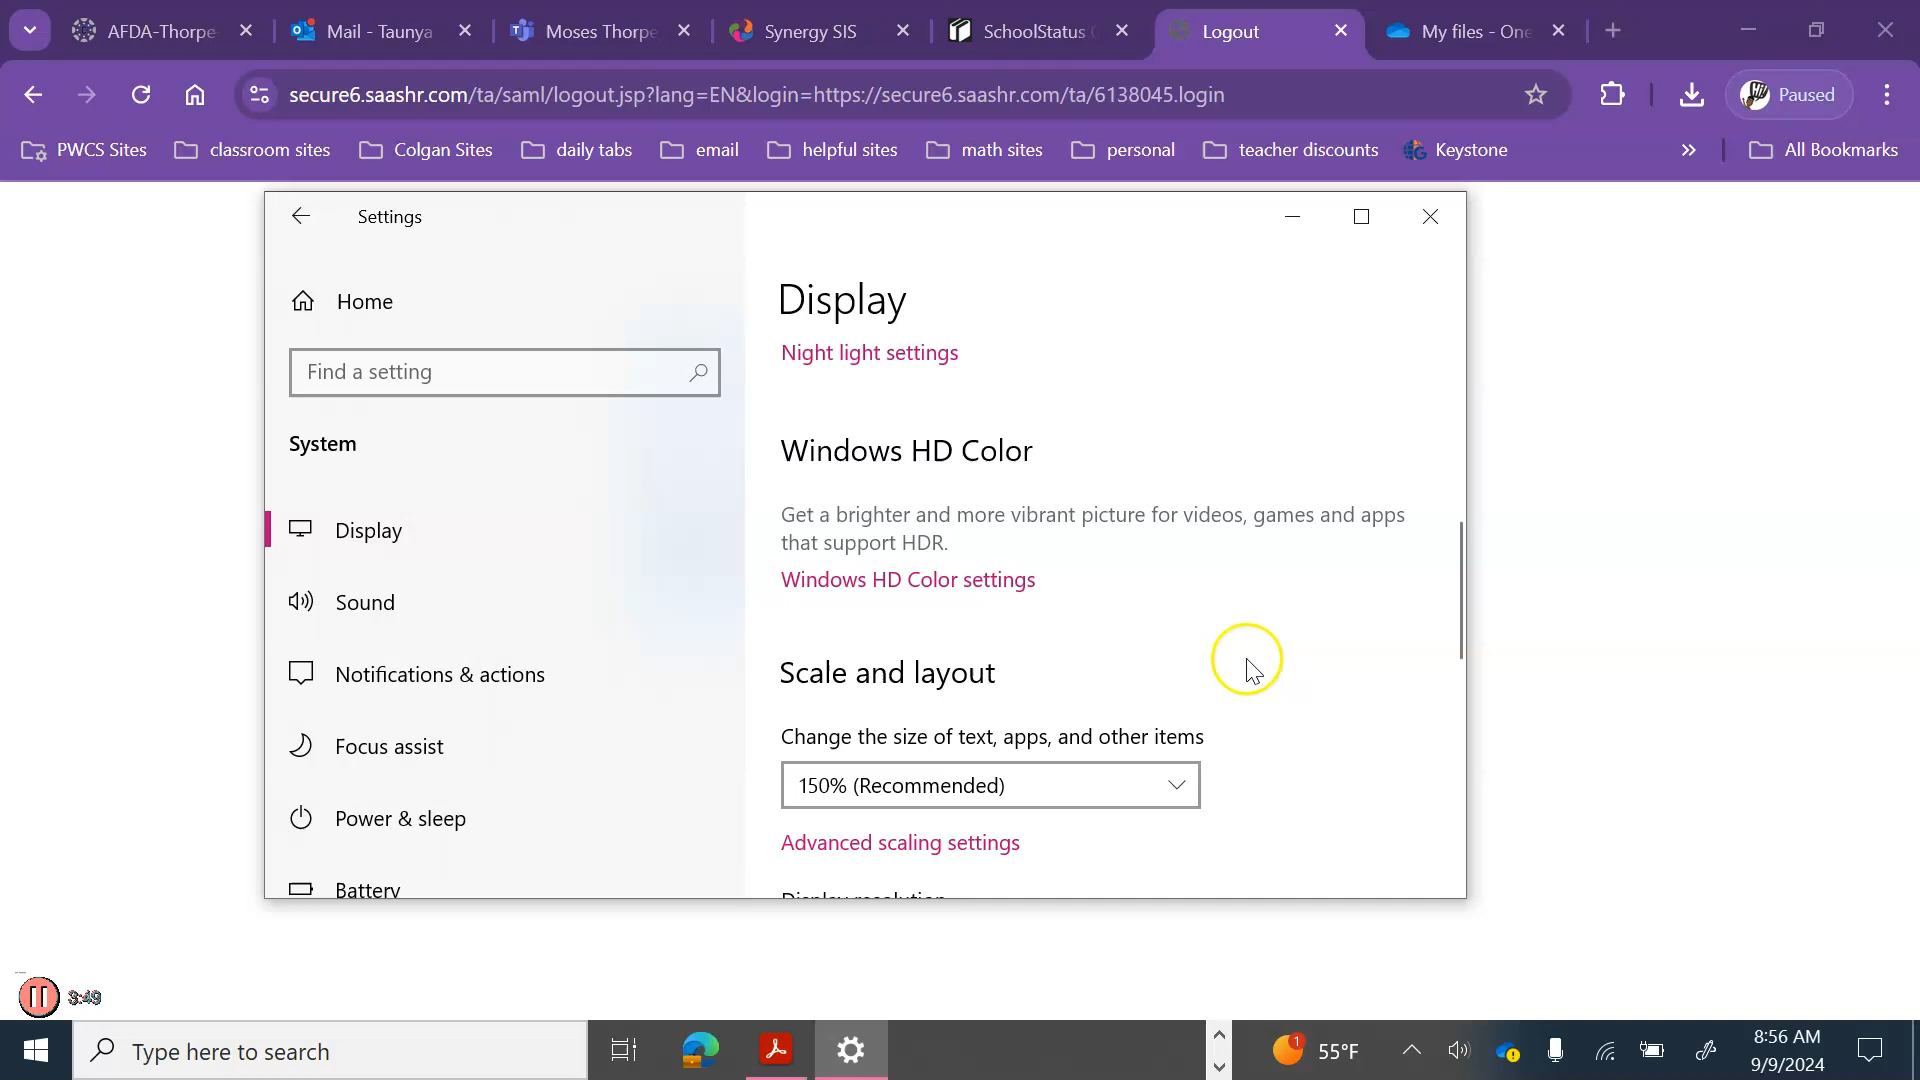 AFDA-Thorpe
Mail - Taunya
Moses Thorpe
Synergy SIS
SchoolStatus
Logout
My files - One
secure6.saashr.com/ta/saml/logout.jsp?lang=EN&login=https://secure6.saashr.com/ta/6138045.login
Paused
PWCS Sites
classroom sites
Colgan Sites
daily tabs
email
helpful sites
math sites
personal
teacher discounts
Keystone
All Bookmarks
Settings
Home
Find a setting
System
Display
Sound
Notifications & actions
Focus assist
Power & sleep
Battery
Display
Night light settings
Windows HD Color
Get a brighter and more vibrant picture for videos, games and apps
that support HDR.
Windows HD Color settings
Scale and layout
Change the size of text, apps, and other items
150% (Recommended)
Advanced scaling settings
Display resolution
3:49
Type here to search
1
55°F
8:56 AM
9/9/2024